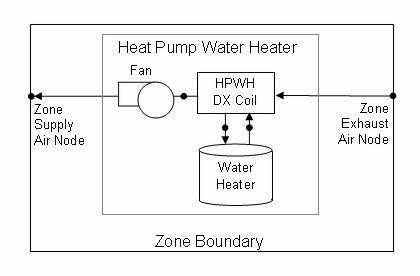 Heat Pump Water Heater
Fan
HPWH
DX Coil
Zone
Supply
Air Node
Zone
Exhaust
Air Node
Water
Heater
Zone Boundary